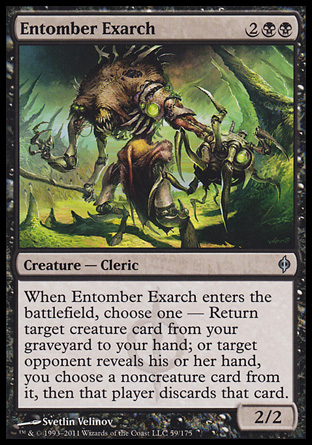 Entomber Exarch 2
Creature — Cleric
When Entomber Exarch enters the
battlefield, choose one — Return
target creature card from your
graveyard to your hand; or target
opponent reveals his or her hand,
you choose a noncreature card from
it, then that player discards that card.
Svetlin Velinov
2/2
™ & © 1993–2011 Wizards of the Coast LLC 59/175